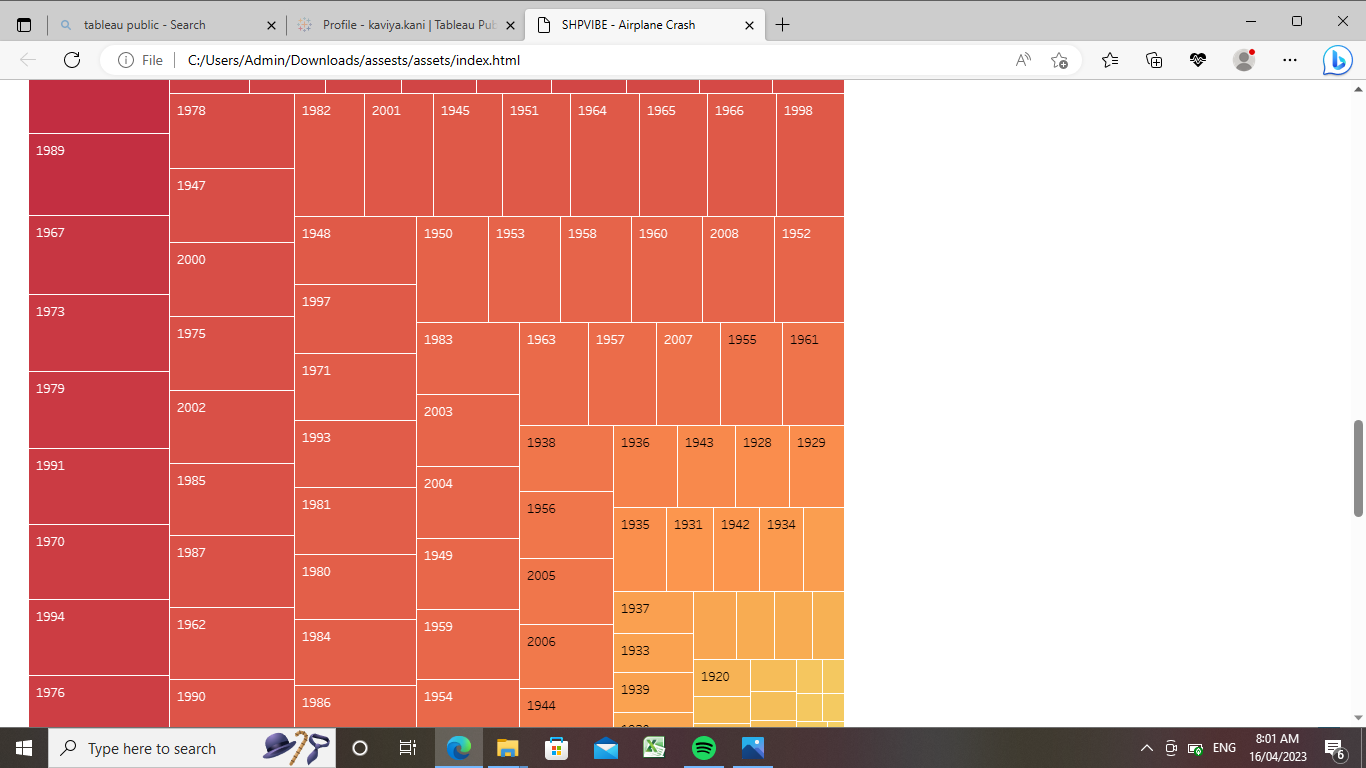 tableau public - Search
Profile - kaviya.kani | Tableau Pub
SHPVIBE - Airplane Crash
File
C:/Users/Admin/Downloads/assests/assets/index.html
1978 1982 2001 1945 1951 1964 1965 1966 1998
1989
1947
1967 1948 1950 1953 1958 1960 2008 1952
2000
1997
1973
1975 1983 1963 1957 2007 1955 1961
1971
1979
2002 2003
1993 1938 1936 1943 1928 1929
1991
1985 2004
1981 1956
1935 1931 1942 1934
1970
1987 1949
1980 2005
1994 1937
1962 1959
1984 2006
1933
1920
1976 1939
1990 1954
1986 1944
Type here to search
ENG
8:01 AM
16/04/2023
6